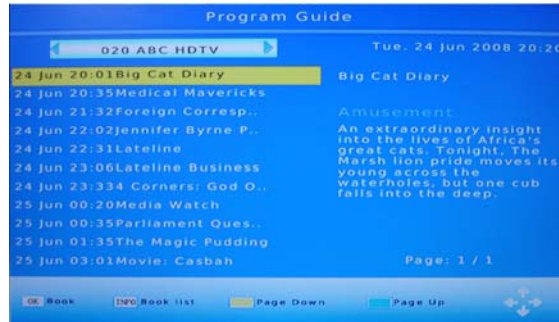 Program Guide
020 ABC HDTV
Tue. 24 Jun 2008 20:20
24 Jun 20:01Big Cat Diary
24 Jun 20:35Medical Mavericks
24 Jun 21:32Foreign Corresp..
24 Jun 22:02Jennifer Byrne P..
24 Jun 22:31Lateline
24 Jun 23:06Lateline Business
24 Jun 23:334 Corners: God O..
25 Jun 00:20Media Watch
25 Jun 00:35Parliament Ques..
25 Jun 01:35The Magic Pudding
25 Jun 03:01Movie: Casbah
Big Cat Diary
Amusement
An extraordinary insight
into the lives of Africa's
great cats. Tonight, The
Marsh lion pride moves its
young across the
waterholes, but one cub
falls into the deep.
Page: 1 / 1
OK Book
INFO Book list
Page Down
Page Up